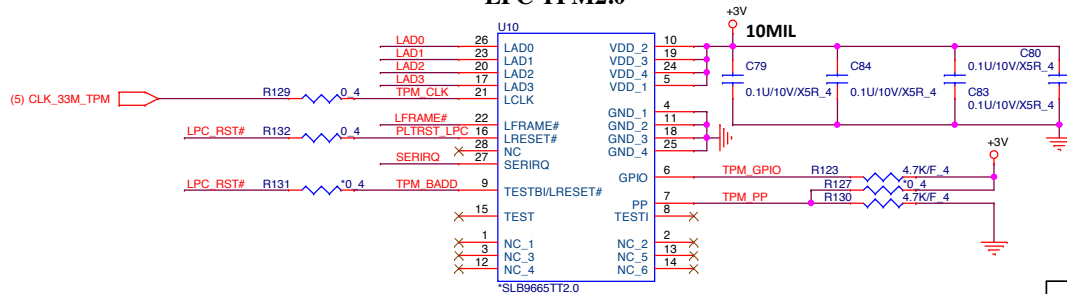 LPC TPM2.0
U10
+3V
10MIL
LAD0 26 LAD0 VDD_2 10
LAD1 23 LAD1 VDD_3 19
LAD2 20 LAD2 VDD_4 24
LAD3 17 LAD3 VDD_1 5
C79
0.1U/10V/X5R_4
C84
0.1U/10V/X5R_4
C80
0.1U/10V/X5R_4
C83
0.1U/10V/X5R_4
(5) CLK_33M_TPM R129 0_4 TPM_CLK 21 LCLK
GND_1 4
LFRAME# 22 LFRAME# GND_2 11
LPC_RST# R132 0_4 PLTRST_LPC 16 LRESET# GND_3 18
28 NC GND_4 25
SERIRQ 27 SERIRQ
+3V
GPIO 6 TPM_GPIO R123 4.7K/F_4
LPC_RST# R131 *0_4 TPM_BADD 9 TESTBI/LRESET#
R127 *0_4
PP 7 TPM_PP R130 4.7K/F_4
15 TEST TESTI 8
1 NC_1 NC_2 2
3 NC_3 NC_5 13
12 NC_4 NC_6 14
*SLB9665TT2.0